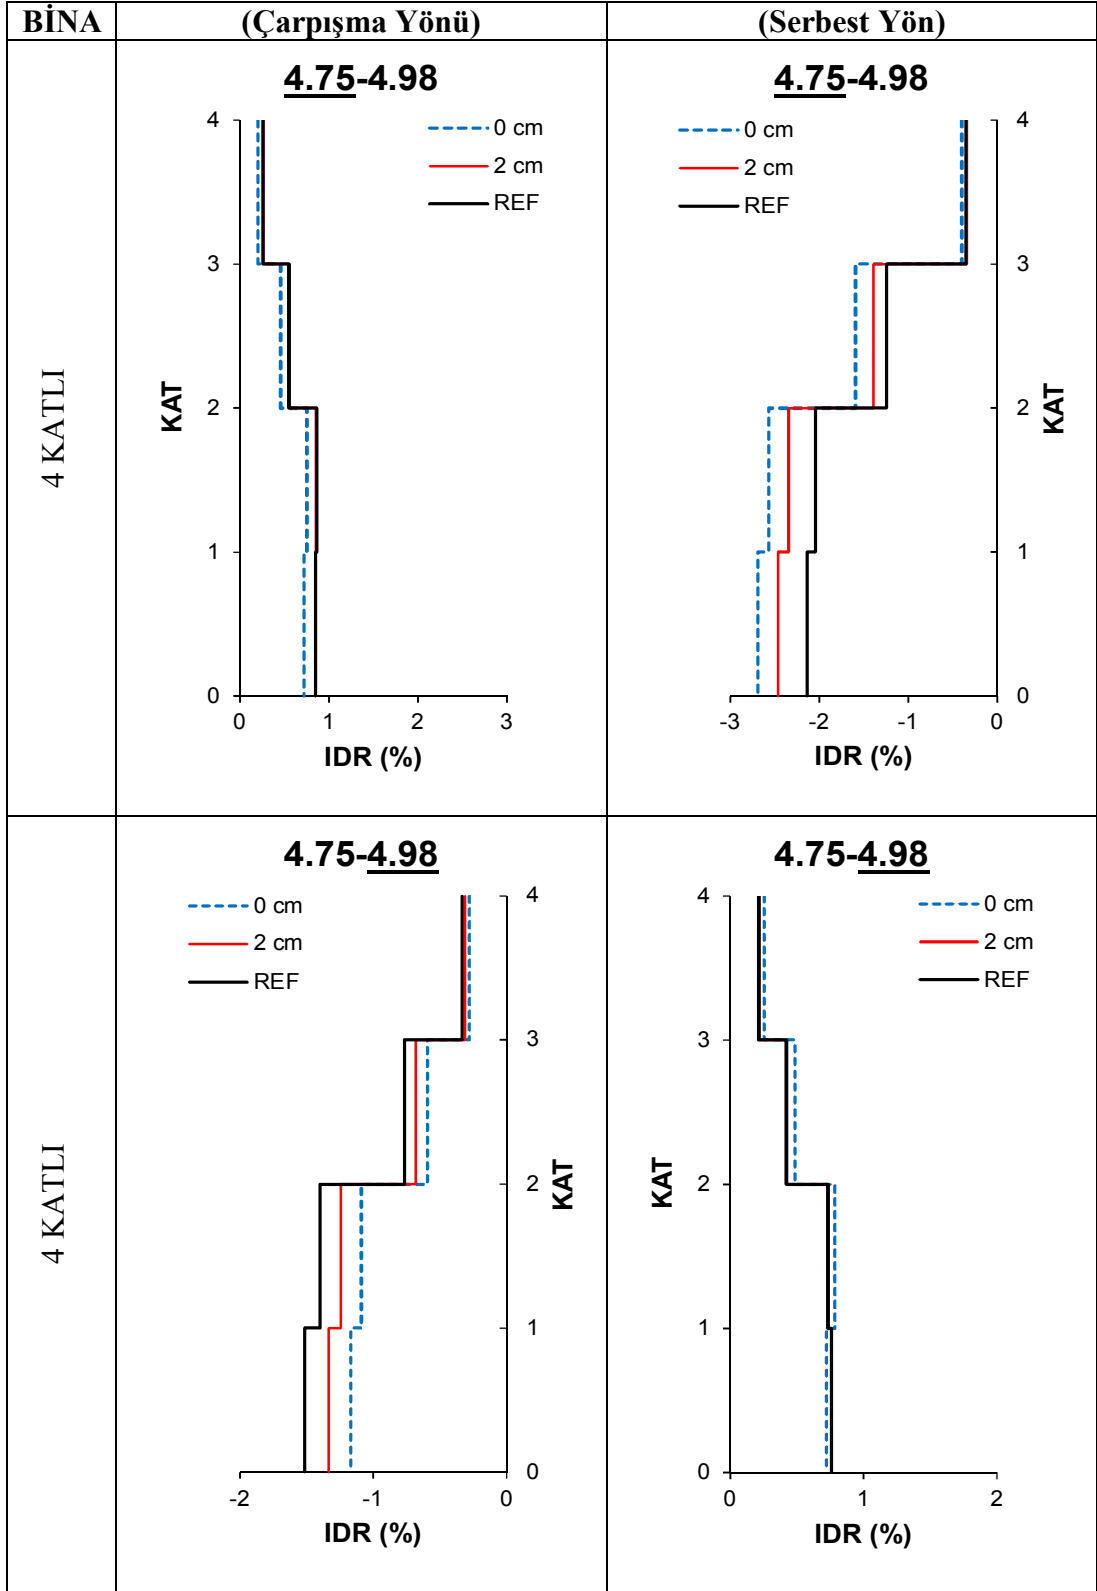 BİNA
(Çarpışma Yönü)
(Serbest Yön)
4 KATLI
4.75-4.98
0 cm
2 cm
REF
4
3
2
1
0
KAT
0 1 2 3
IDR (%)
4.75-4.98
0 cm
2 cm
REF
4
3
2
1
0
KAT
-3 -2 -1 0
IDR (%)
4 KATLI
4.75-4.98
0 cm
2 cm
REF
4
3
2
1
0
KAT
-2 -1 0
IDR (%)
4.75-4.98
0 cm
2 cm
REF
4
3
2
1
0
KAT
0 1 2
IDR (%)